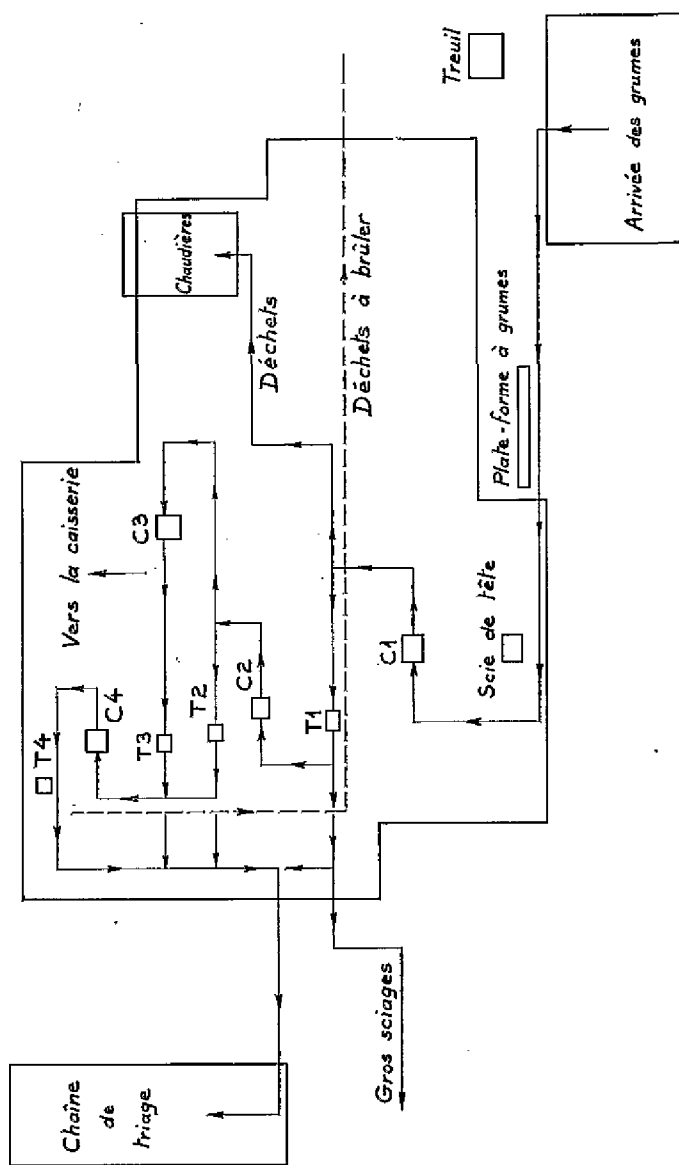 Treuil
Arrivée des grumes
Chaudières
Déchets
Déchets à brûler
Plate-forme à grumes
Vers la caisserie
C3
Scie de tête
C1
C2
T2
T1
C4
T3
T4
Gros sciages
Chaîne
de
triage